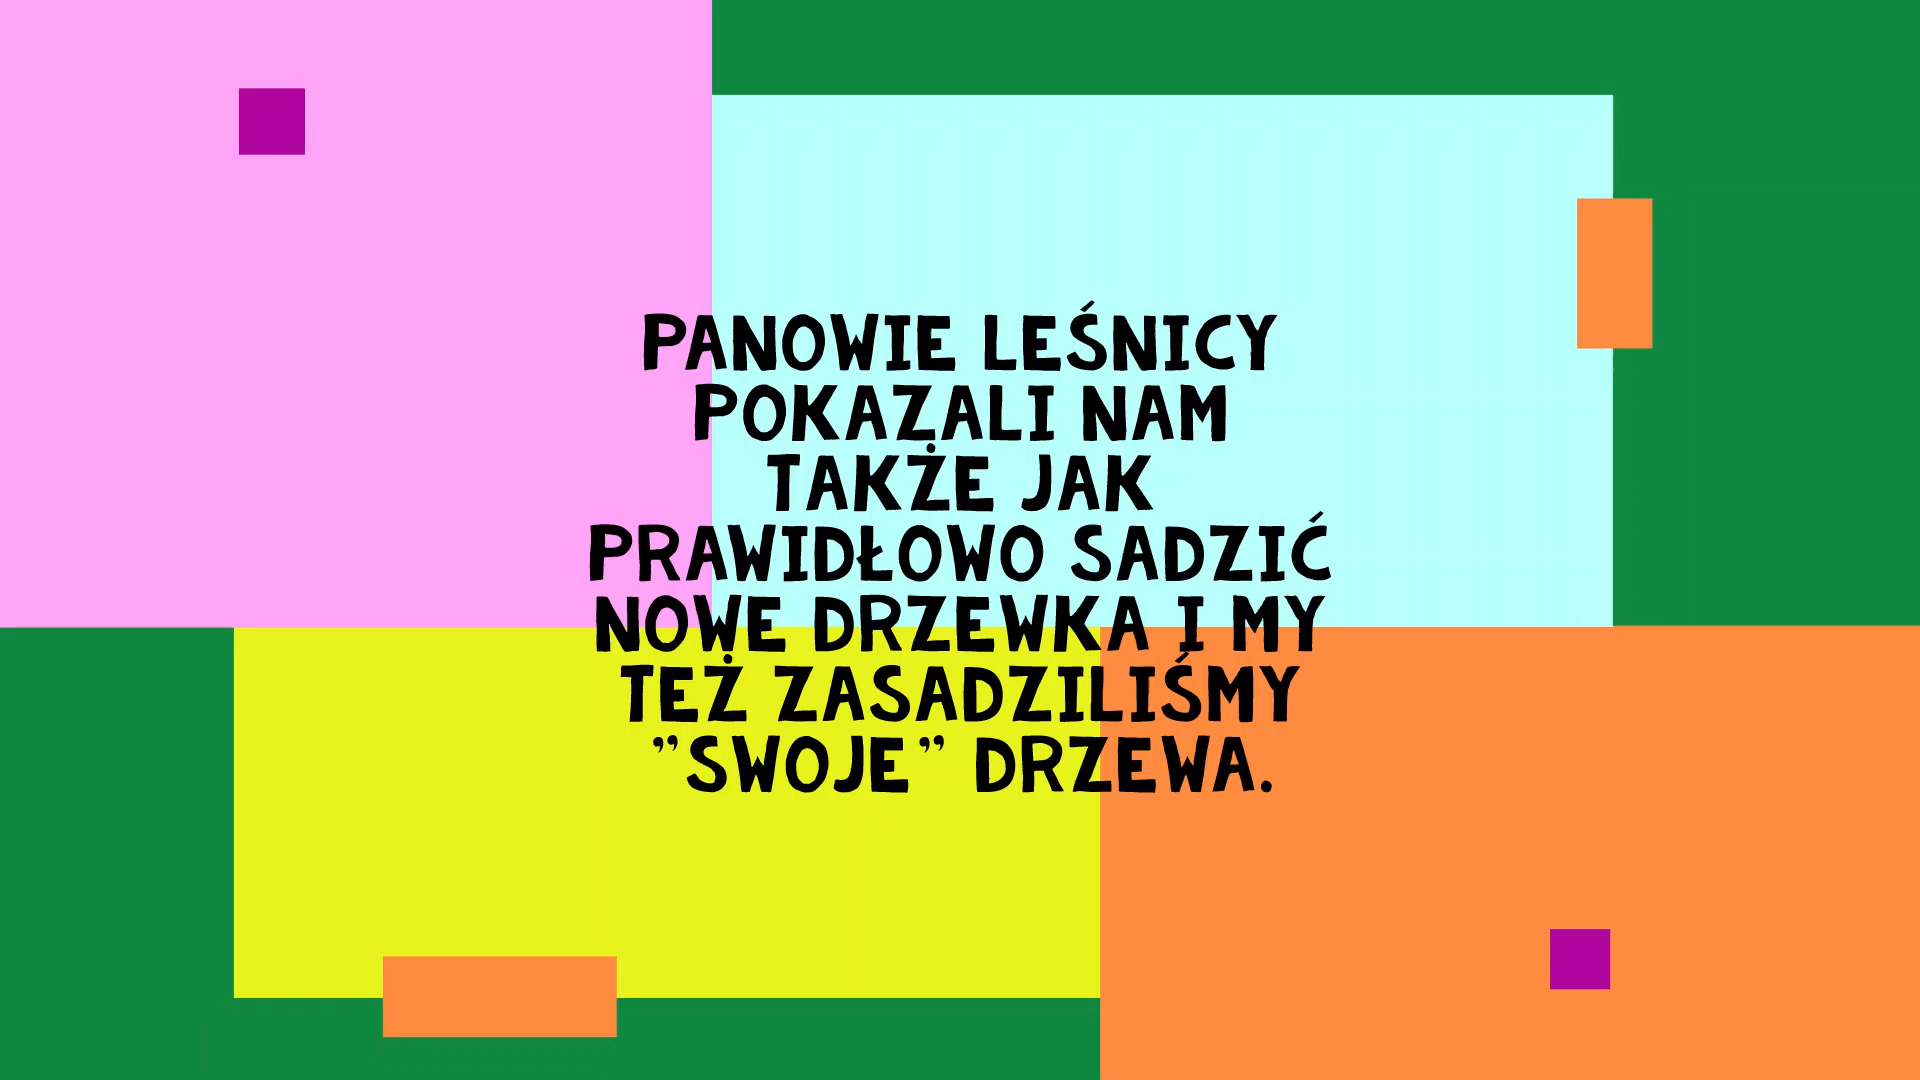 PANOWIE LEŚNICY
POKAZALI NAM
TAKŻE JAK
PRAWIDŁOWO SADZIĆ
NOWE DRZEWKA I MY
TEŻ ZASADZILIŚMY
"SWOJE" DRZEWA.